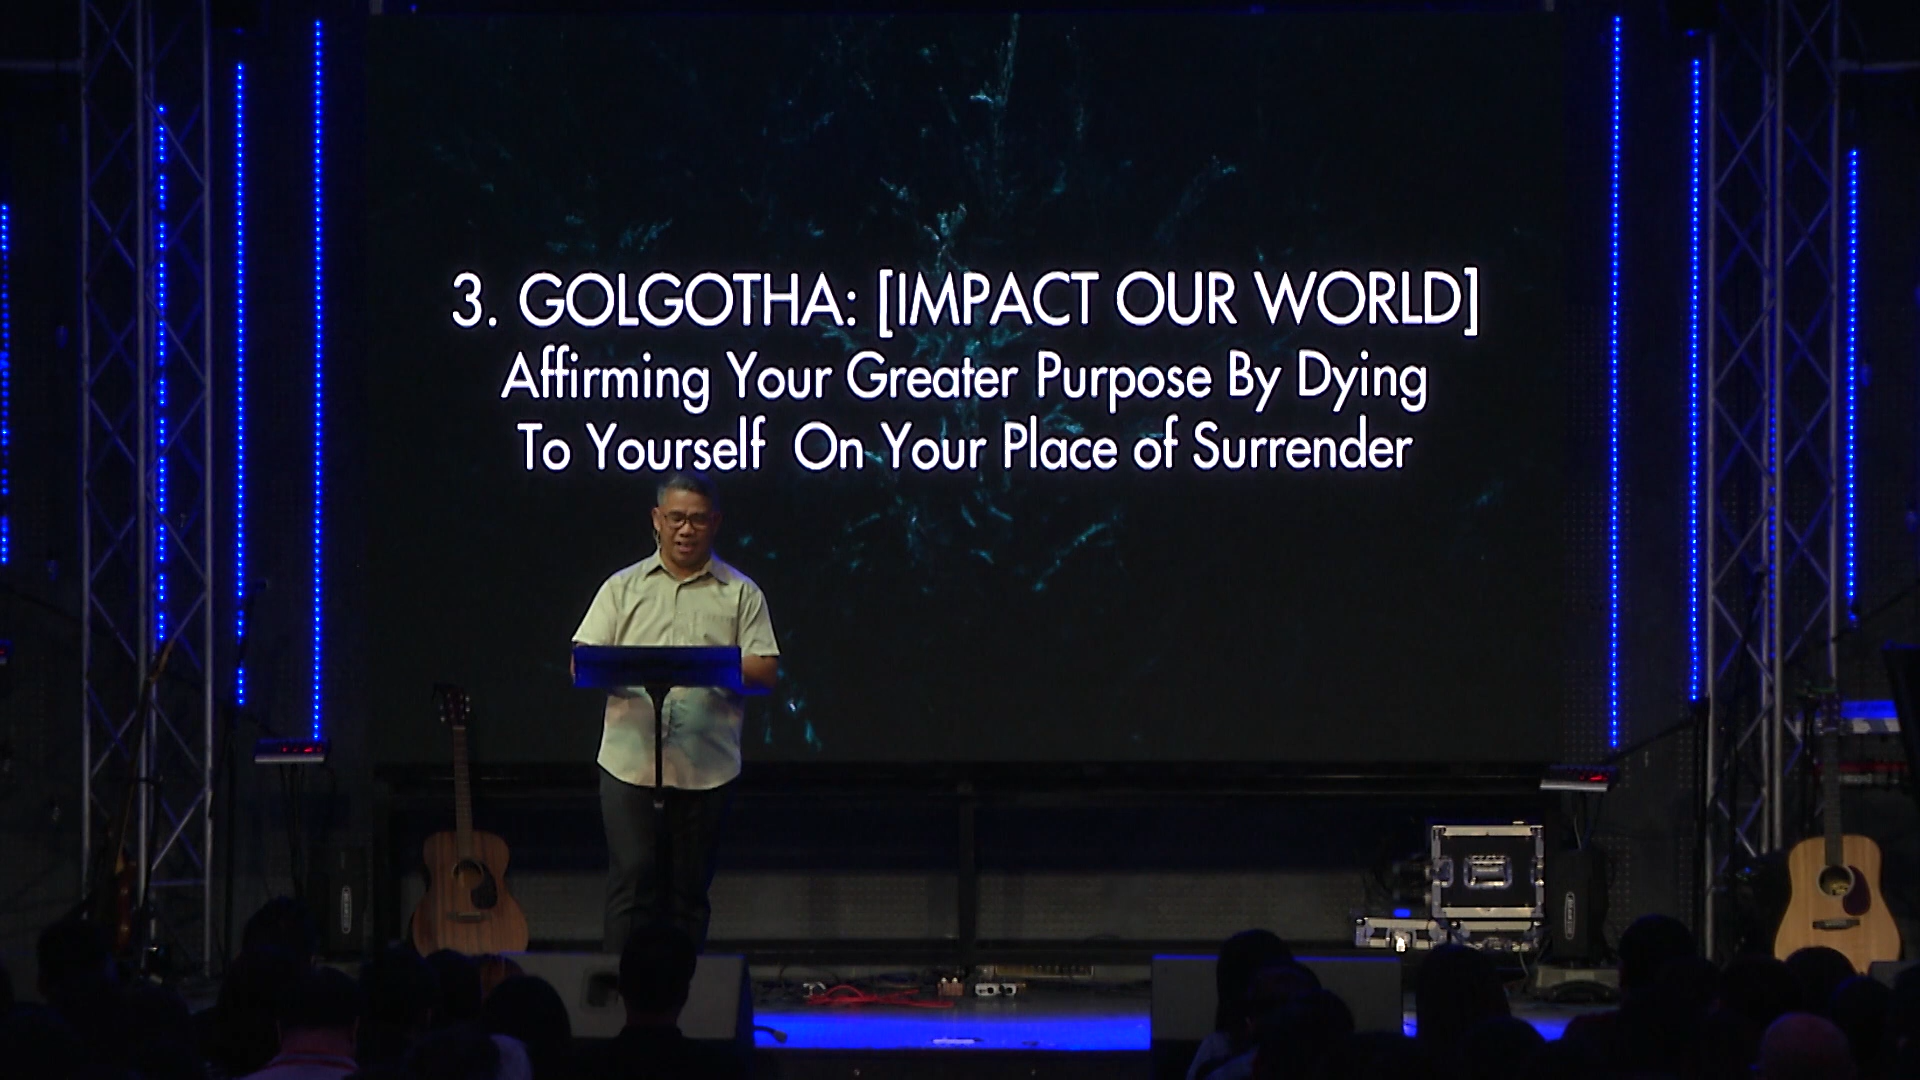 3. GOLGOTHA: [IMPACT OUR WORLD]
Affirming Your Greater Purpose By Dying
To Yourself On Your Place of Surrender